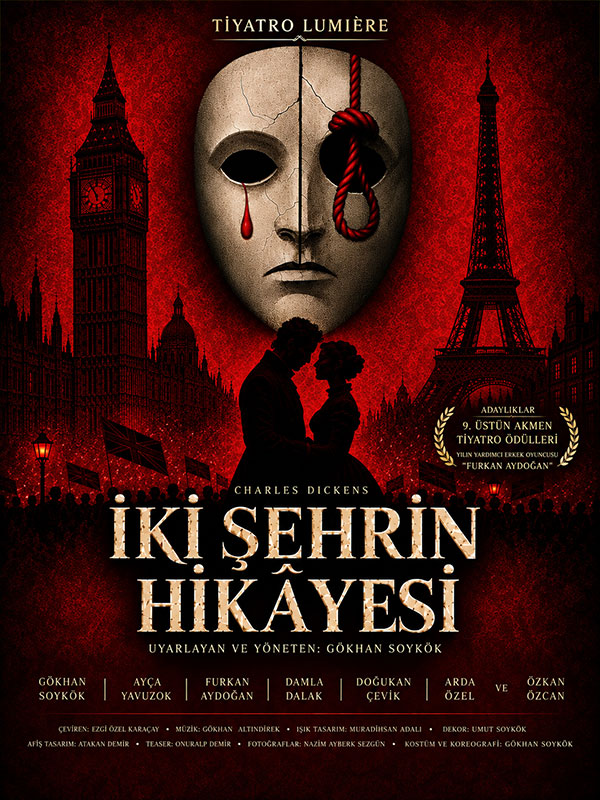 TİYATRO LUMIÈRE
ADAYLIKLAR
9. ÜSTÜN AKMEN
TİYATRO ÖDÜLLERİ
YILIN YARDIMCI ERKEK OYUNCUSU
"FURKAN AYDOĞAN"
CHARLES DICKENS
İKİ ŞEHRİN
HİKÂYESİ
UYARLAYAN VE YÖNETEN: GÖKHAN SOYKÖK
GÖKHAN SOYKÖK | AYÇA YAVUZOK | FURKAN AYDOĞAN | DAMLA DALAK | DOĞUKAN ÇEVİK | ARDA ÖZEL VE ÖZKAN ÖZCAN
ÇEVİREN: EZGİ ÖZEL KARAÇAY • MÜZİK: GÖKHAN ALTINDİREK • IŞIK TASARIM: MURADİHSAN ADALI • DEKOR: UMUT SOYKÖK
AFİŞ TASARIM: ATAKAN DEMİR • TEASER: ONURALP DEMİR • FOTOĞRAFLAR: NAZİM AYBERK SEZGÜN • KOSTÜM VE KOREOGRAFİ: GÖKHAN SOYKÖK